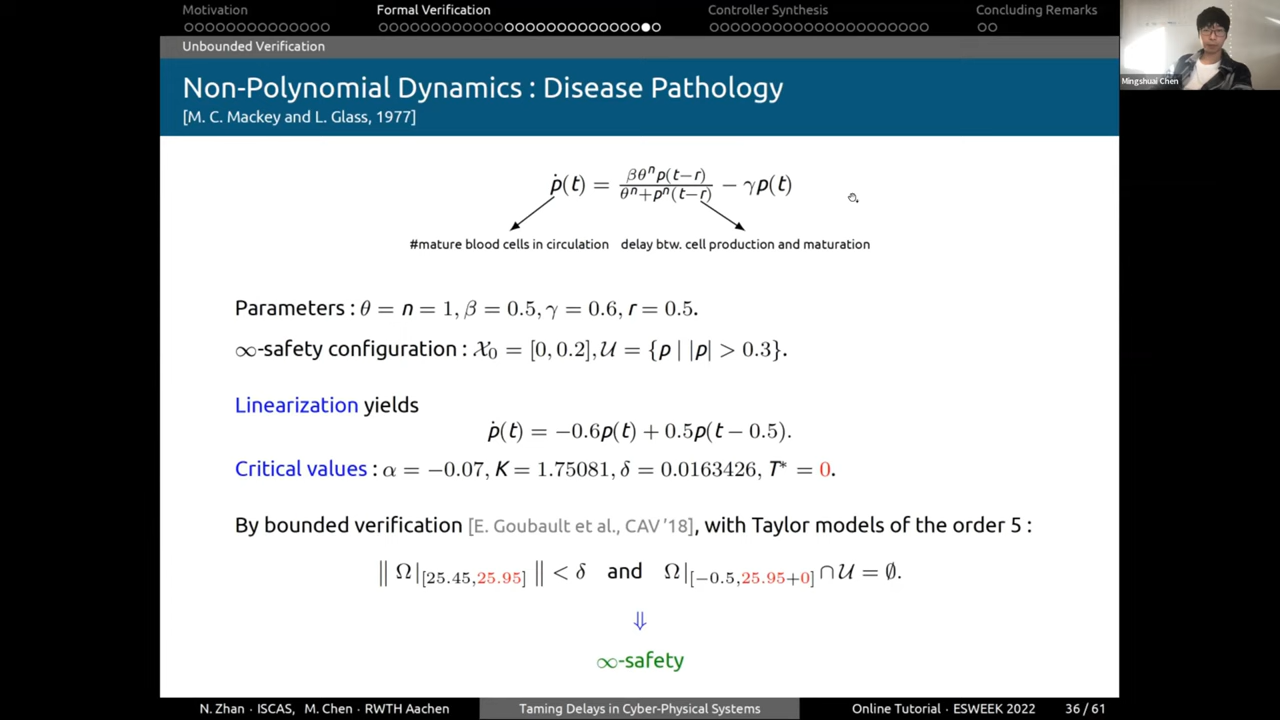 Motivation Formal Verification Controller Synthesis Concluding Remarks
Unbounded Verification
Non-Polynomial Dynamics : Disease Pathology
[M. C. Mackey and L. Glass, 1977]
ṗ(t) = βθⁿp(t−r) / θⁿ+pⁿ(t−r) − γp(t)
#mature blood cells in circulation delay btw. cell production and maturation
Parameters : θ = n = 1, β = 0.5, γ = 0.6, r = 0.5.
∞-safety configuration : 𝒳₀ = [0, 0.2], 𝒰 = {p | |p| > 0.3}.
Linearization yields
ṗ(t) = −0.6p(t) + 0.5p(t − 0.5).
Critical values : α = −0.07, K = 1.75081, δ = 0.0163426, T* = 0.
By bounded verification [E. Goubault et al., CAV ’18], with Taylor models of the order 5 :
‖ Ω|[25.45,25.95] ‖ < δ and Ω|[−0.5,25.95+0] ∩ 𝒰 = ∅.
⇓
∞-safety
N. Zhan · ISCAS, M. Chen · RWTH Aachen Taming Delays in Cyber-Physical Systems Online Tutorial · ESWEEK 2022 36 / 61
Mingshuai Chen